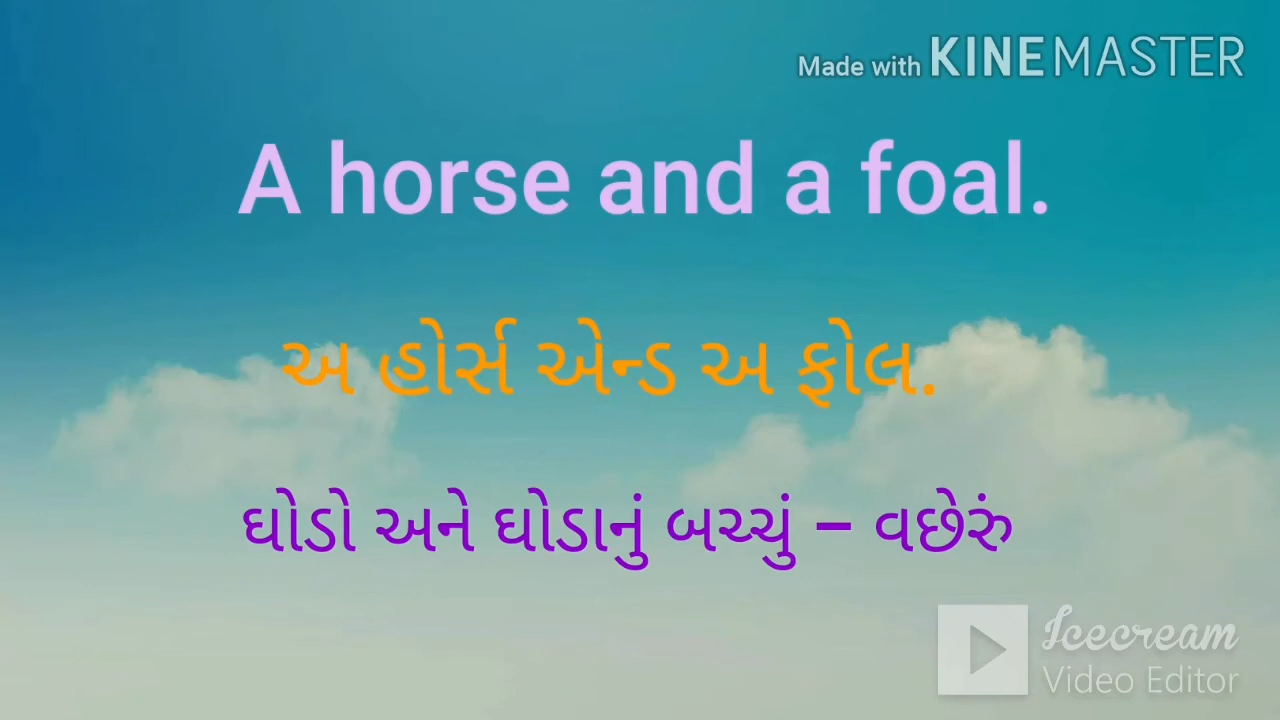 Made with KINEMASTER
A horse and a foal.
અ હોર્સ એન્ડ અ ફોલ.
ઘોડો અને ઘોડાનું બચ્ચું – વછેરું
Icecream
Video Editor